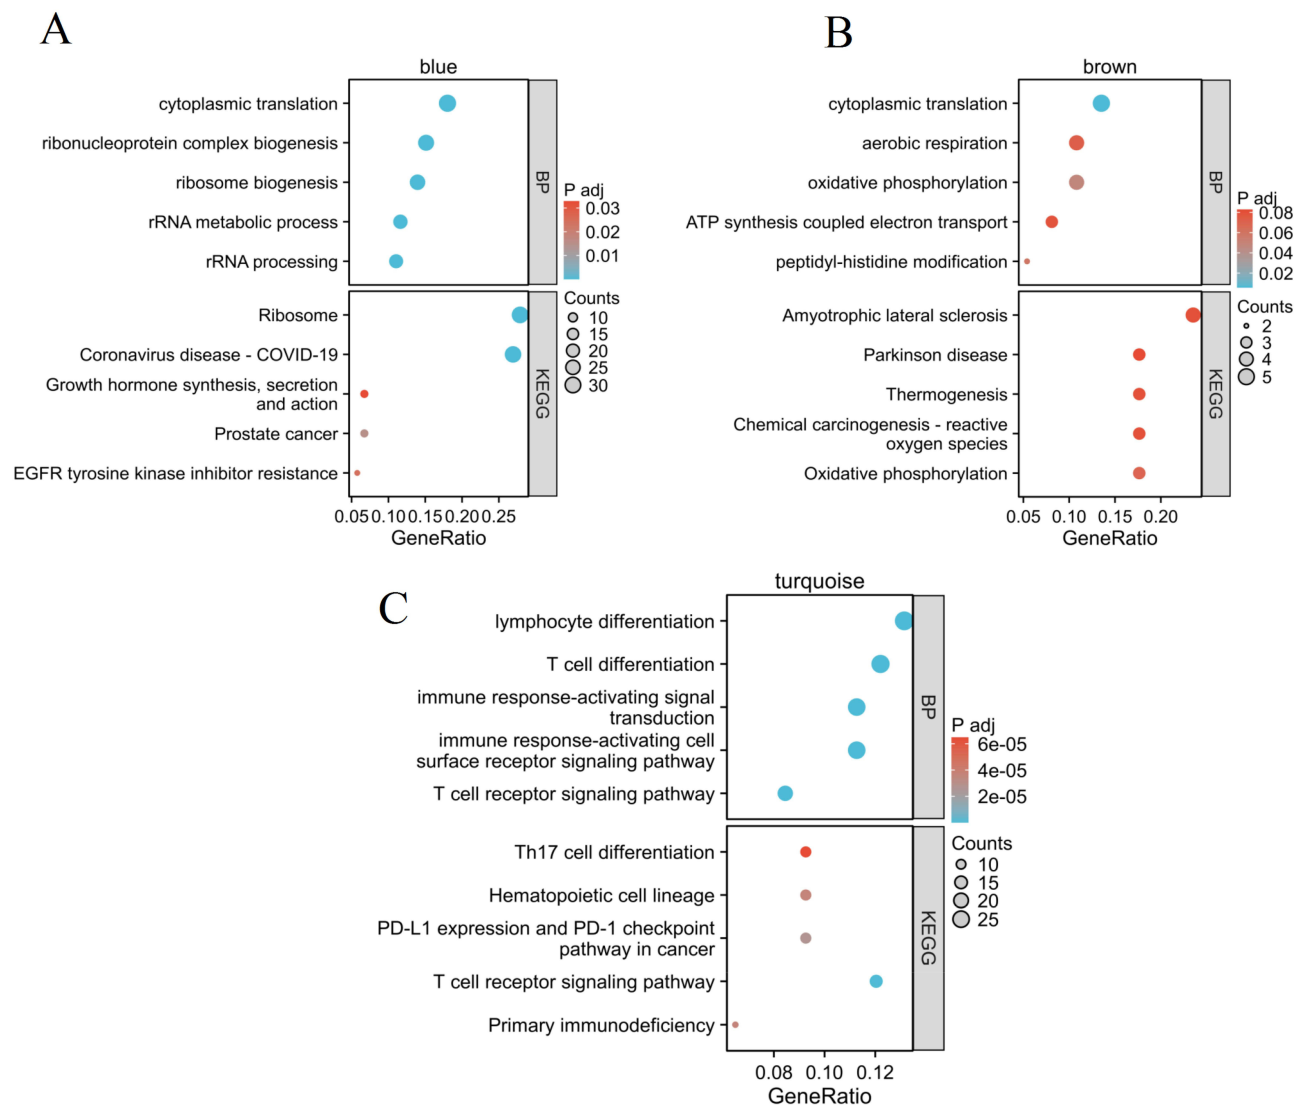 A
blue
cytoplasmic translation
ribonucleoprotein complex biogenesis
ribosome biogenesis
rRNA metabolic process
rRNA processing
BP
Ribosome
Coronavirus disease - COVID-19
Growth hormone synthesis, secretion
and action
Prostate cancer
EGFR tyrosine kinase inhibitor resistance
KEGG
0.05 0.10 0.15 0.20 0.25
GeneRatio
P adj
0.03
0.02
0.01
Counts
10
15
20
25
30
B
brown
cytoplasmic translation
aerobic respiration
oxidative phosphorylation
ATP synthesis coupled electron transport
peptidyl-histidine modification
BP
Amyotrophic lateral sclerosis
Parkinson disease
Thermogenesis
Chemical carcinogenesis - reactive
oxygen species
Oxidative phosphorylation
KEGG
0.05 0.10 0.15 0.20
GeneRatio
P adj
0.08
0.06
0.04
0.02
Counts
2
3
4
5
C
turquoise
lymphocyte differentiation
T cell differentiation
immune response-activating signal
transduction
immune response-activating cell
surface receptor signaling pathway
T cell receptor signaling pathway
BP
Th17 cell differentiation
Hematopoietic cell lineage
PD-L1 expression and PD-1 checkpoint
pathway in cancer
T cell receptor signaling pathway
Primary immunodeficiency
KEGG
0.08 0.10 0.12
GeneRatio
P adj
6e-05
4e-05
2e-05
Counts
10
15
20
25